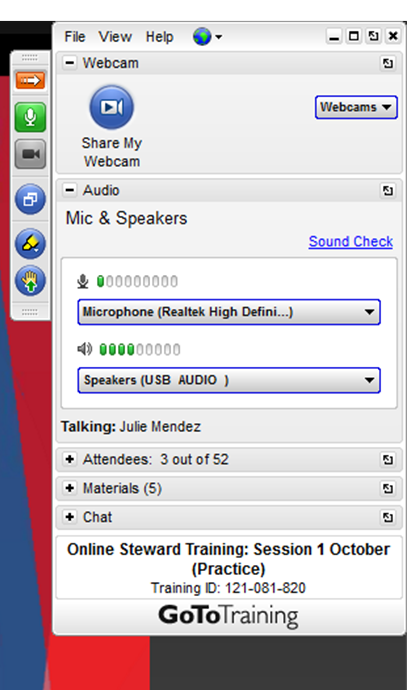 File View Help
Webcam
Share My
Webcam
Webcams
Audio
Mic & Speakers
Sound Check
Microphone (Realtek High Defini...)
Speakers (USB AUDIO )
Talking: Julie Mendez
Attendees: 3 out of 52
Materials (5)
Chat
Online Steward Training: Session 1 October
(Practice)
Training ID: 121-081-820
GoToTraining